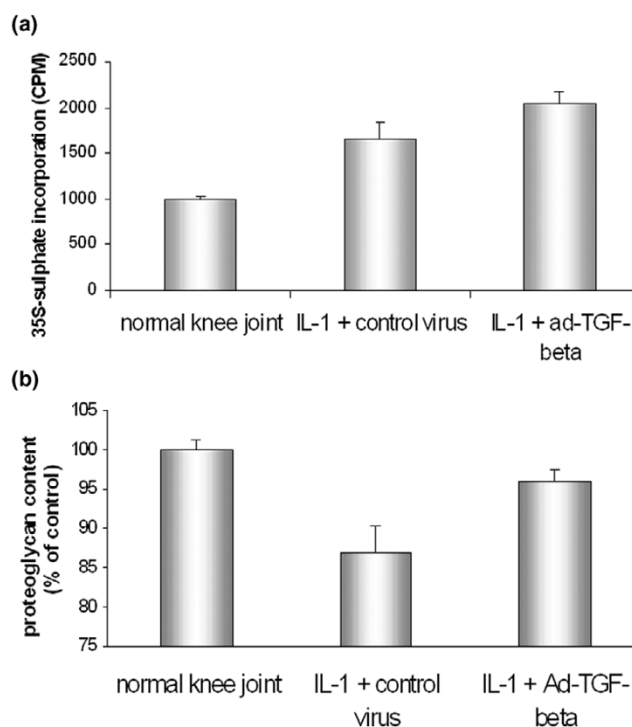 (a)
35S-sulphate incorporation (CPM)
2500
2000
1500
1000
500
0
normal knee joint
IL-1 + control virus
IL-1 + ad-TGF-
beta
(b)
proteoglycan content
(% of control)
105
100
95
90
85
80
75
normal knee joint
IL-1 + control
virus
IL-1 + Ad-TGF-
beta